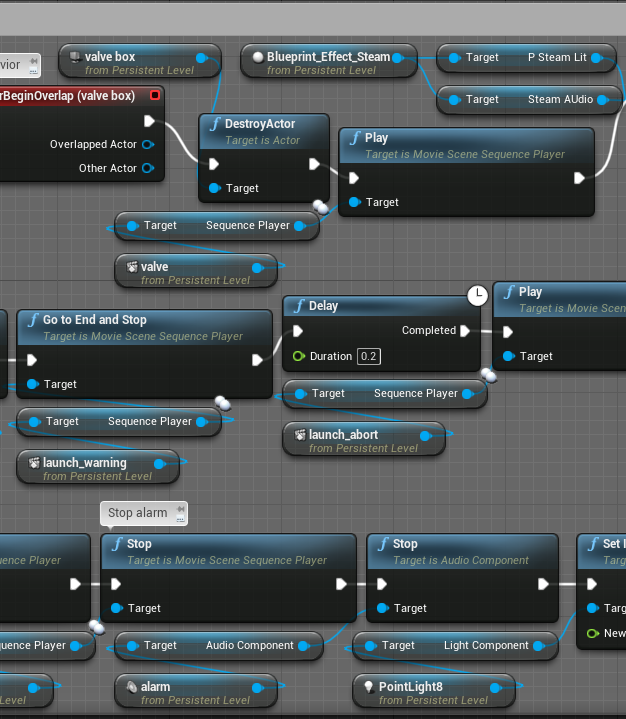 vior
valve box
from Persistent Level
Blueprint_Effect_Steam
from Persistent Level
Target P Steam Lit
Target Steam AUdio
rBeginOverlap (valve box)
Overlapped Actor
Other Actor
DestroyActor
Target is Actor
Target
Play
Target is Movie Scene Sequence Player
Target
Target Sequence Player
valve
from Persistent Level
Go to End and Stop
Target is Movie Scene Sequence Player
Target
Delay
Completed
Duration 0.2
Play
Target is Movie Scen
Target
Target Sequence Player
launch_warning
from Persistent Level
Target Sequence Player
launch_abort
from Persistent Level
Stop alarm
uence Player
Stop
Target is Movie Scene Sequence Player
Target
Stop
Target is Audio Component
Target
Set I
Targ
Targ
New
quence Player
Target Audio Component
Target Light Component
Level
alarm
from Persistent Level
PointLight8
from Persistent Level